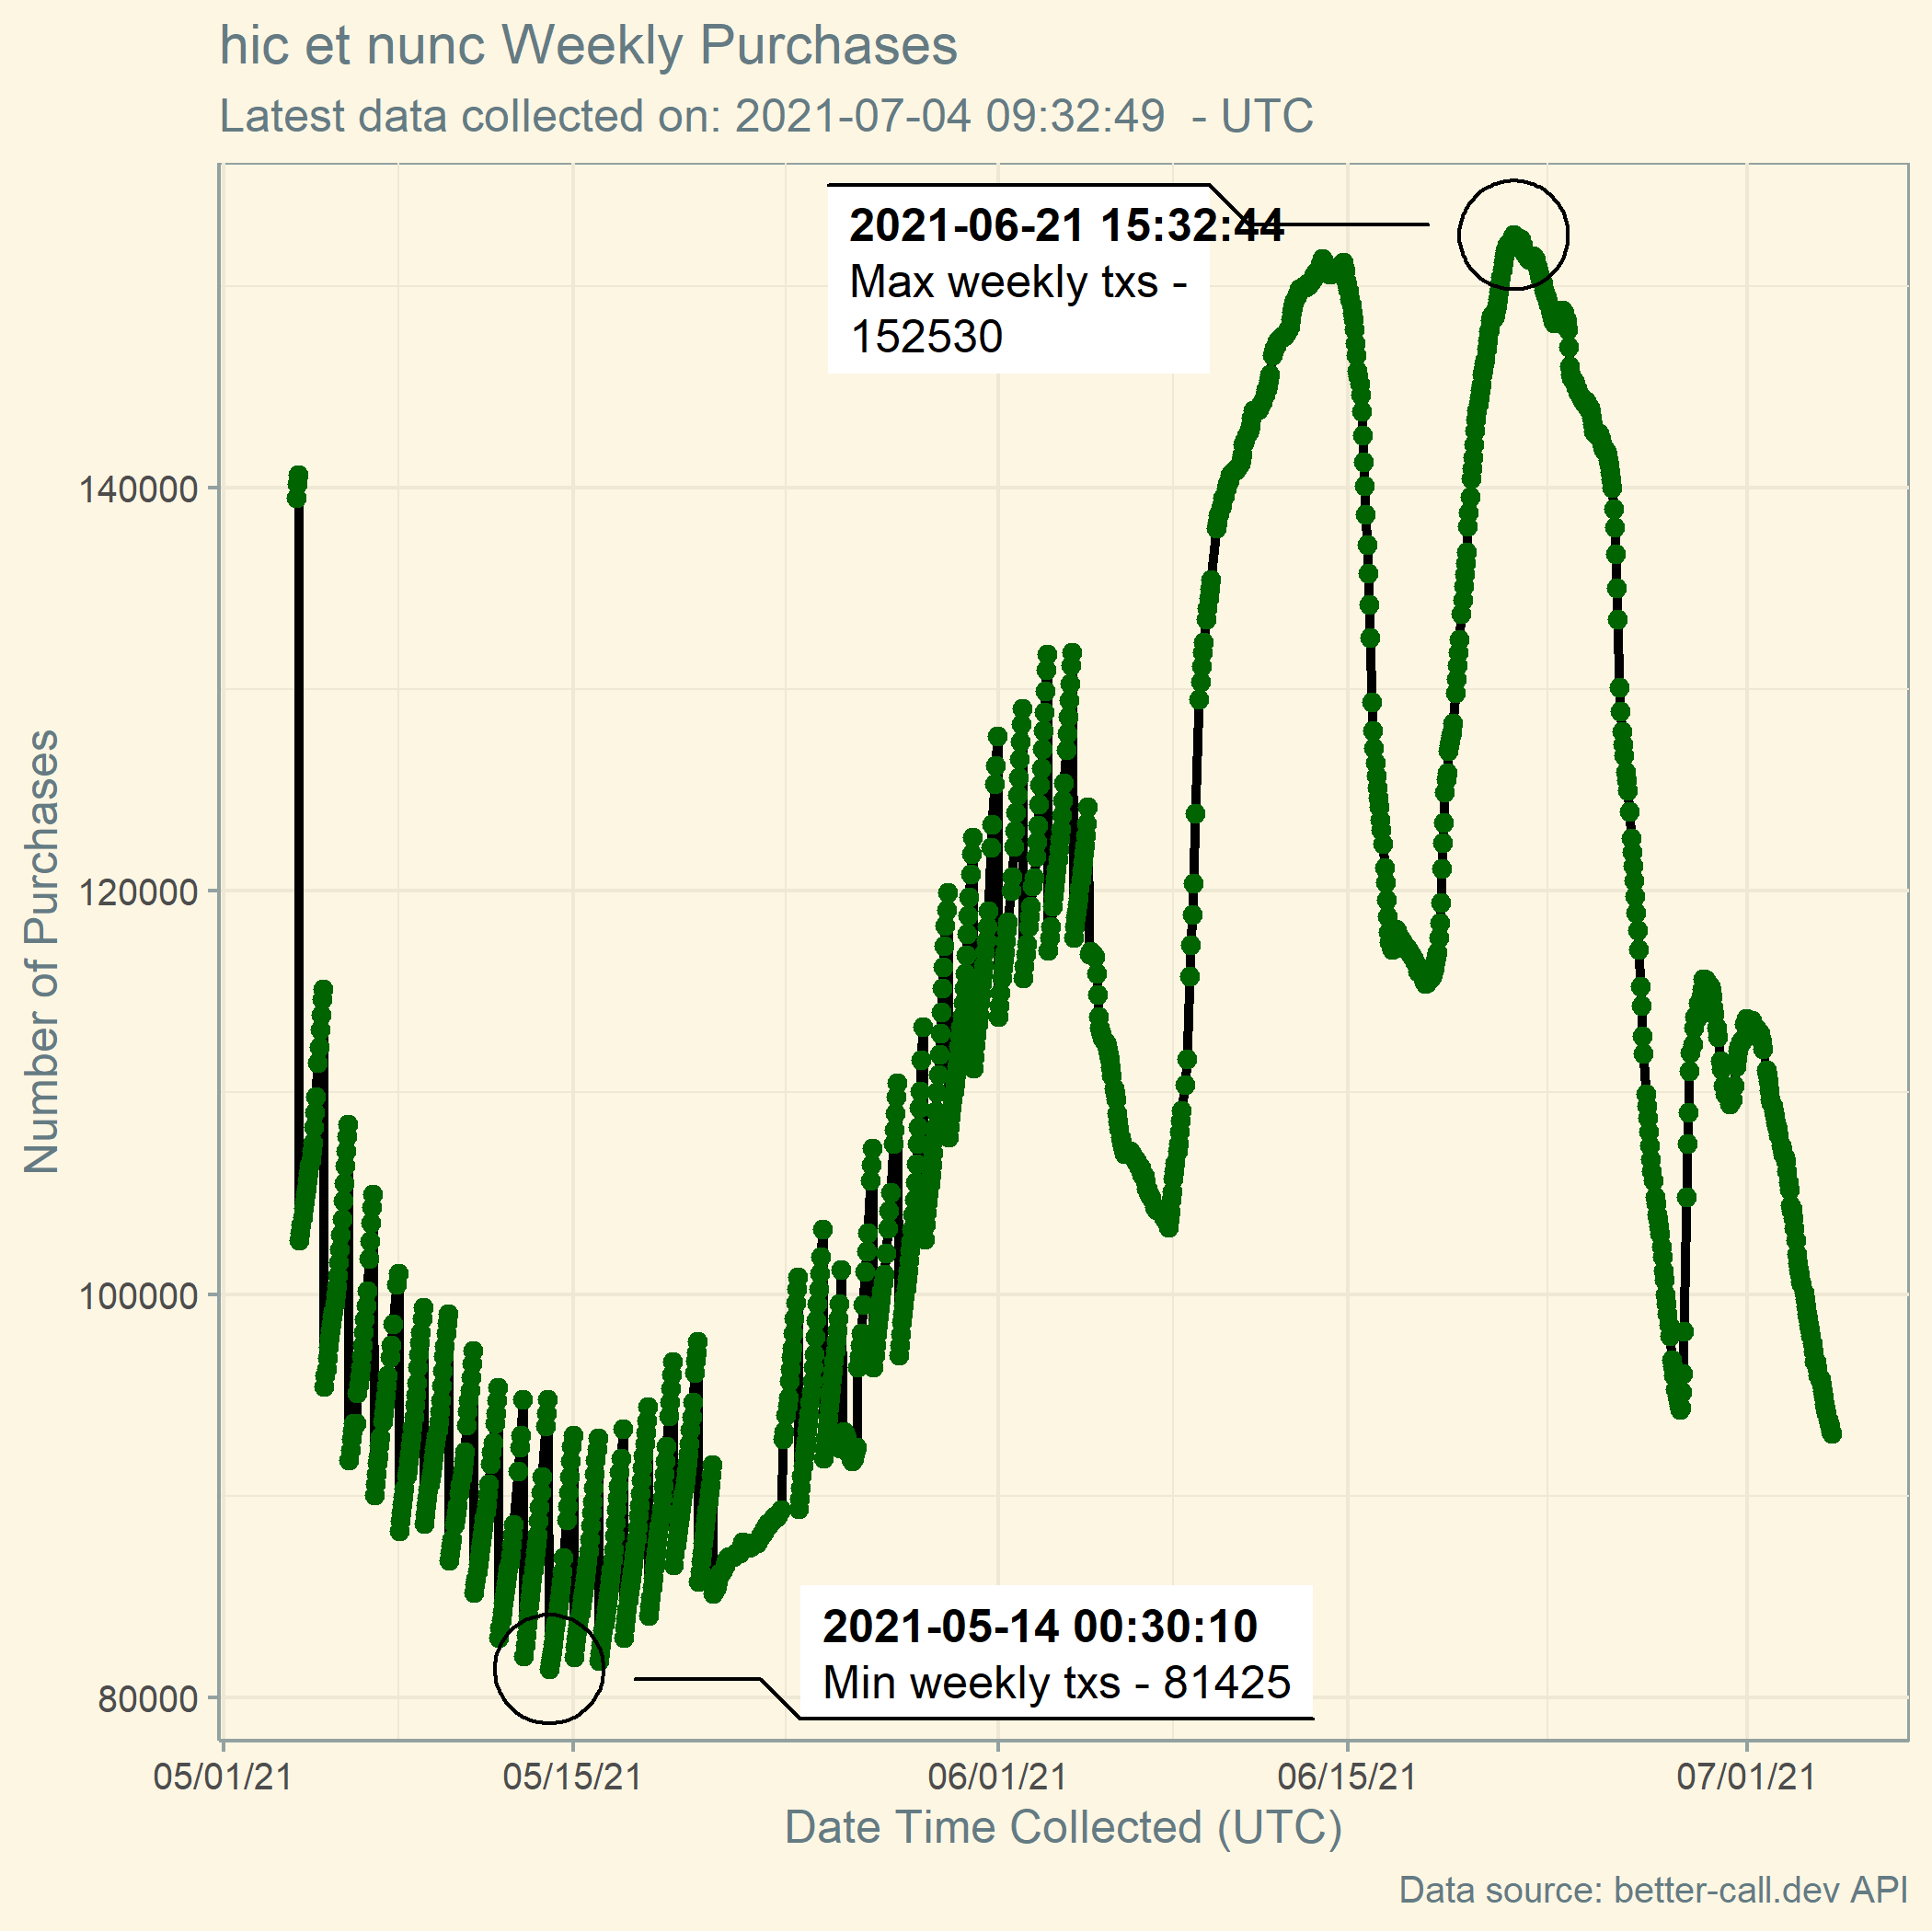 hic et nunc Weekly Purchases
Latest data collected on: 2021-07-04 09:32:49  - UTC
2021-06-21 15:32:44
Max weekly txs -
152530
140000
120000
100000
80000
Number of Purchases
2021-05-14 00:30:10
Min weekly txs - 81425
05/01/21 05/15/21 06/01/21 06/15/21 07/01/21
Date Time Collected (UTC)
Data source: better-call.dev API